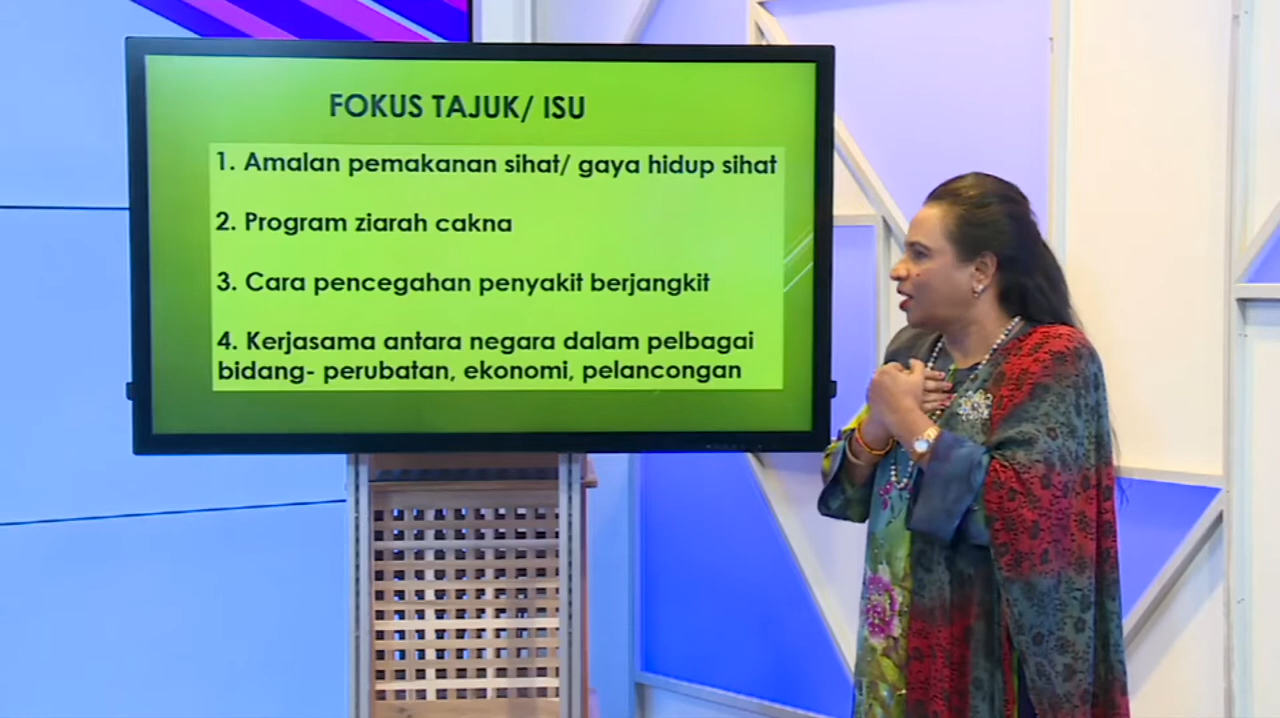 FOKUS TAJUK/ ISU
1. Amalan pemakanan sihat/ gaya hidup sihat
2. Program ziarah cakna
3. Cara pencegahan penyakit berjangkit
4. Kerjasama antara negara dalam pelbagai
bidang- perubatan, ekonomi, pelancongan